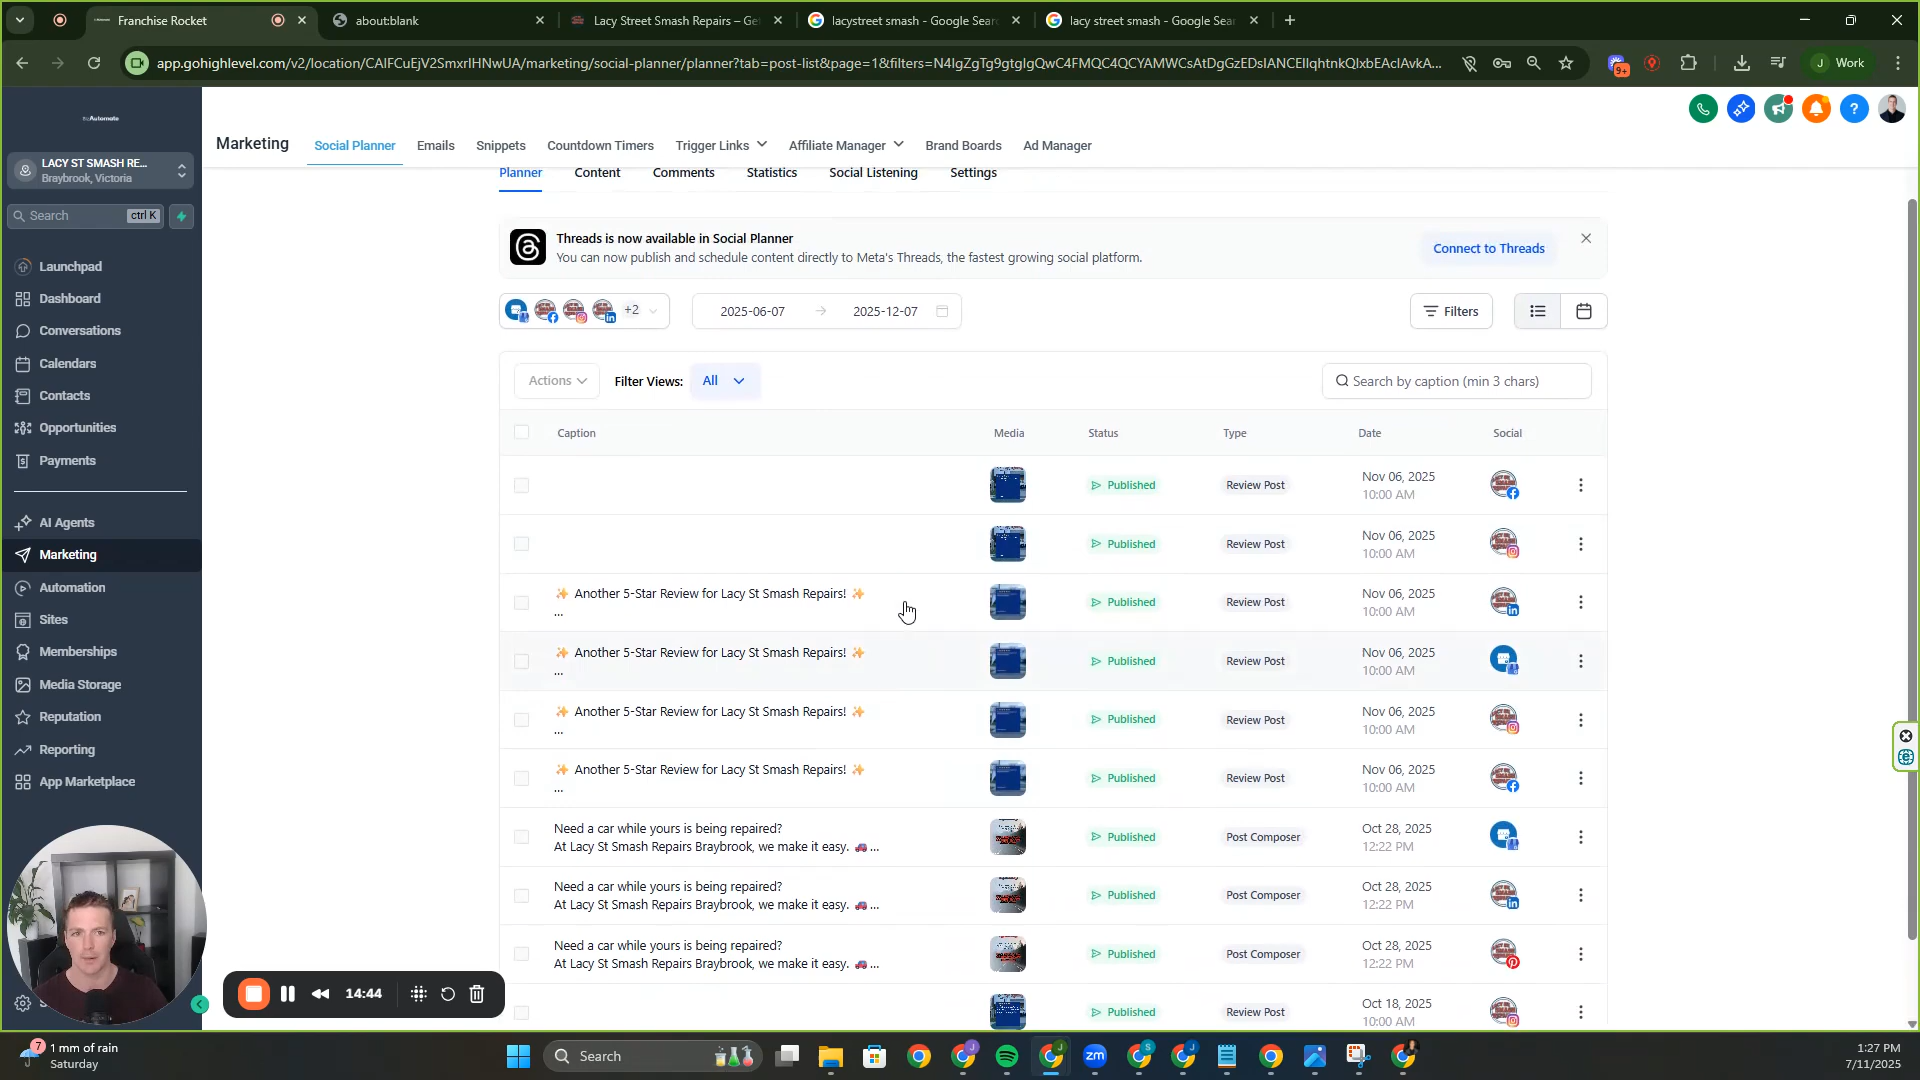 Franchise Rocket
about:blank
Lacy Street Smash Repairs – Ge
lacystreet smash - Google Sear
lacy street smash - Google Sea
app.gohighlevel.com/v2/location/CAlFCuEjV2SmxrIHNwUA/marketing/social-planner/planner?tab=post-list&page=1&filters=N4IgZgTg9gtgIgQwC4FMQC4QCYAMWCsAtDgGzEDsIANCEIlqhtnkQlxbEAclAvkA...
9+
J Work
Automate
Marketing
Social Planner
Emails
Snippets
Countdown Timers
Trigger Links
Affiliate Manager
Brand Boards
Ad Manager
LACY ST SMASH RE...
Braybrook, Victoria
Search
ctrl K
Launchpad
Dashboard
Conversations
Calendars
Contacts
Opportunities
Payments
AI Agents
Marketing
Automation
Sites
Memberships
Media Storage
Reputation
Reporting
App Marketplace
Planner
Content
Comments
Statistics
Social Listening
Settings
Threads is now available in Social Planner
You can now publish and schedule content directly to Meta's Threads, the fastest growing social platform.
Connect to Threads
+2
2025-06-07
2025-12-07
Filters
Actions
Filter Views:
All
Search by caption (min 3 chars)
Caption
Media
Status
Type
Date
Social
Published
Review Post
Nov 06, 2025
10:00 AM
Published
Review Post
Nov 06, 2025
10:00 AM
✨ Another 5-Star Review for Lacy St Smash Repairs! ✨
...
Published
Review Post
Nov 06, 2025
10:00 AM
✨ Another 5-Star Review for Lacy St Smash Repairs! ✨
...
Published
Review Post
Nov 06, 2025
10:00 AM
✨ Another 5-Star Review for Lacy St Smash Repairs! ✨
...
Published
Review Post
Nov 06, 2025
10:00 AM
✨ Another 5-Star Review for Lacy St Smash Repairs! ✨
...
Published
Review Post
Nov 06, 2025
10:00 AM
Need a car while yours is being repaired?
At Lacy St Smash Repairs Braybrook, we make it easy. 🚗 ...
Published
Post Composer
Oct 28, 2025
12:22 PM
Need a car while yours is being repaired?
At Lacy St Smash Repairs Braybrook, we make it easy. 🚗 ...
Published
Post Composer
Oct 28, 2025
12:22 PM
Need a car while yours is being repaired?
At Lacy St Smash Repairs Braybrook, we make it easy. 🚗 ...
Published
Post Composer
Oct 28, 2025
12:22 PM
Published
Review Post
Oct 18, 2025
10:00 AM
14:44
7
1 mm of rain
Saturday
Search
zm
1:27 PM
7/11/2025